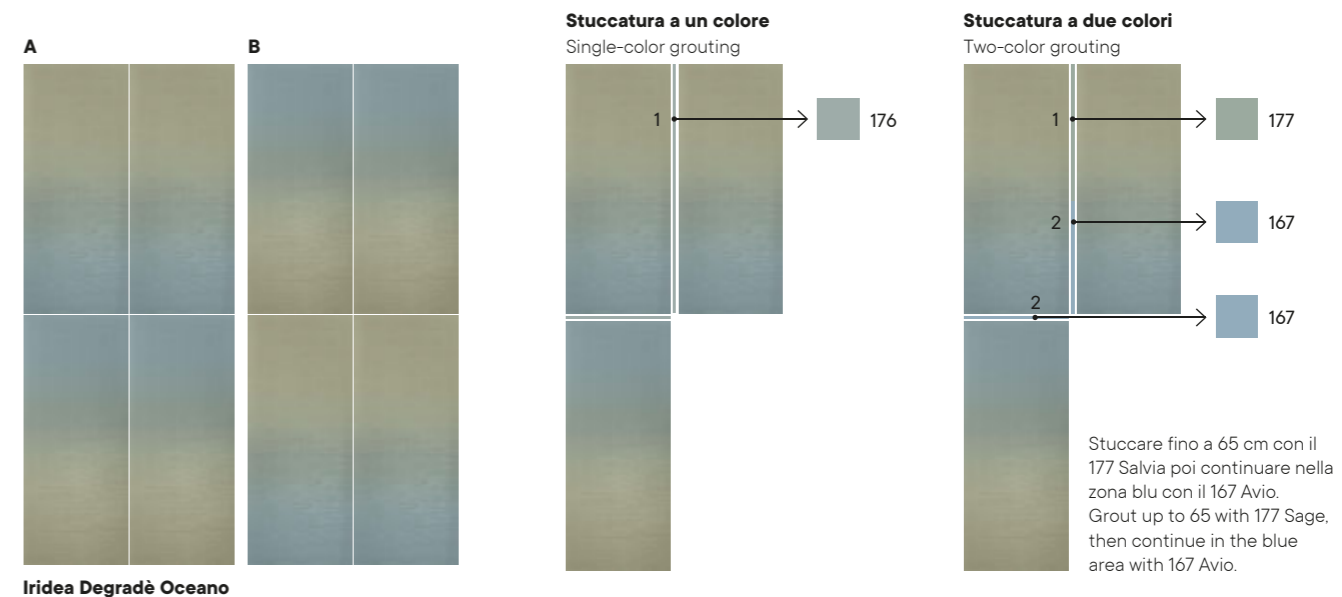 A
B
Iridea Degradè Oceano
Stuccatura a un colore
Single-color grouting
1
176
Stuccatura a due colori
Two-color grouting
1
177
2
167
2
167
Stuccare fino a 65 cm con il
177 Salvia poi continuare nella
zona blu con il 167 Avio.
Grout up to 65 with 177 Sage,
then continue in the blue
area with 167 Avio.